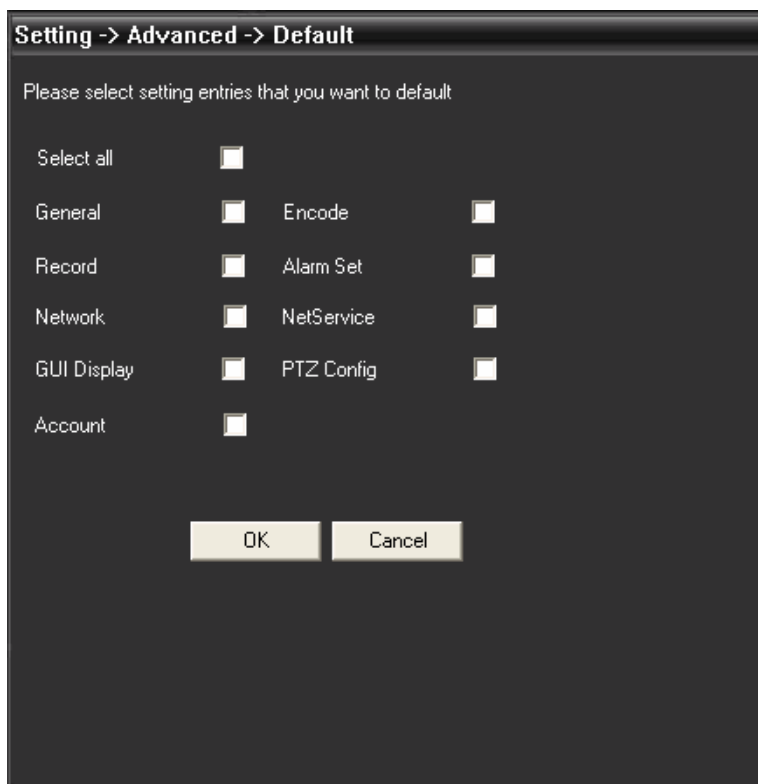 Setting -> Advanced -> Default
Please select setting entries that you want to default
Select all
General Encode
Record Alarm Set
Network NetService
GUI Display PTZ Config
Account
OK Cancel